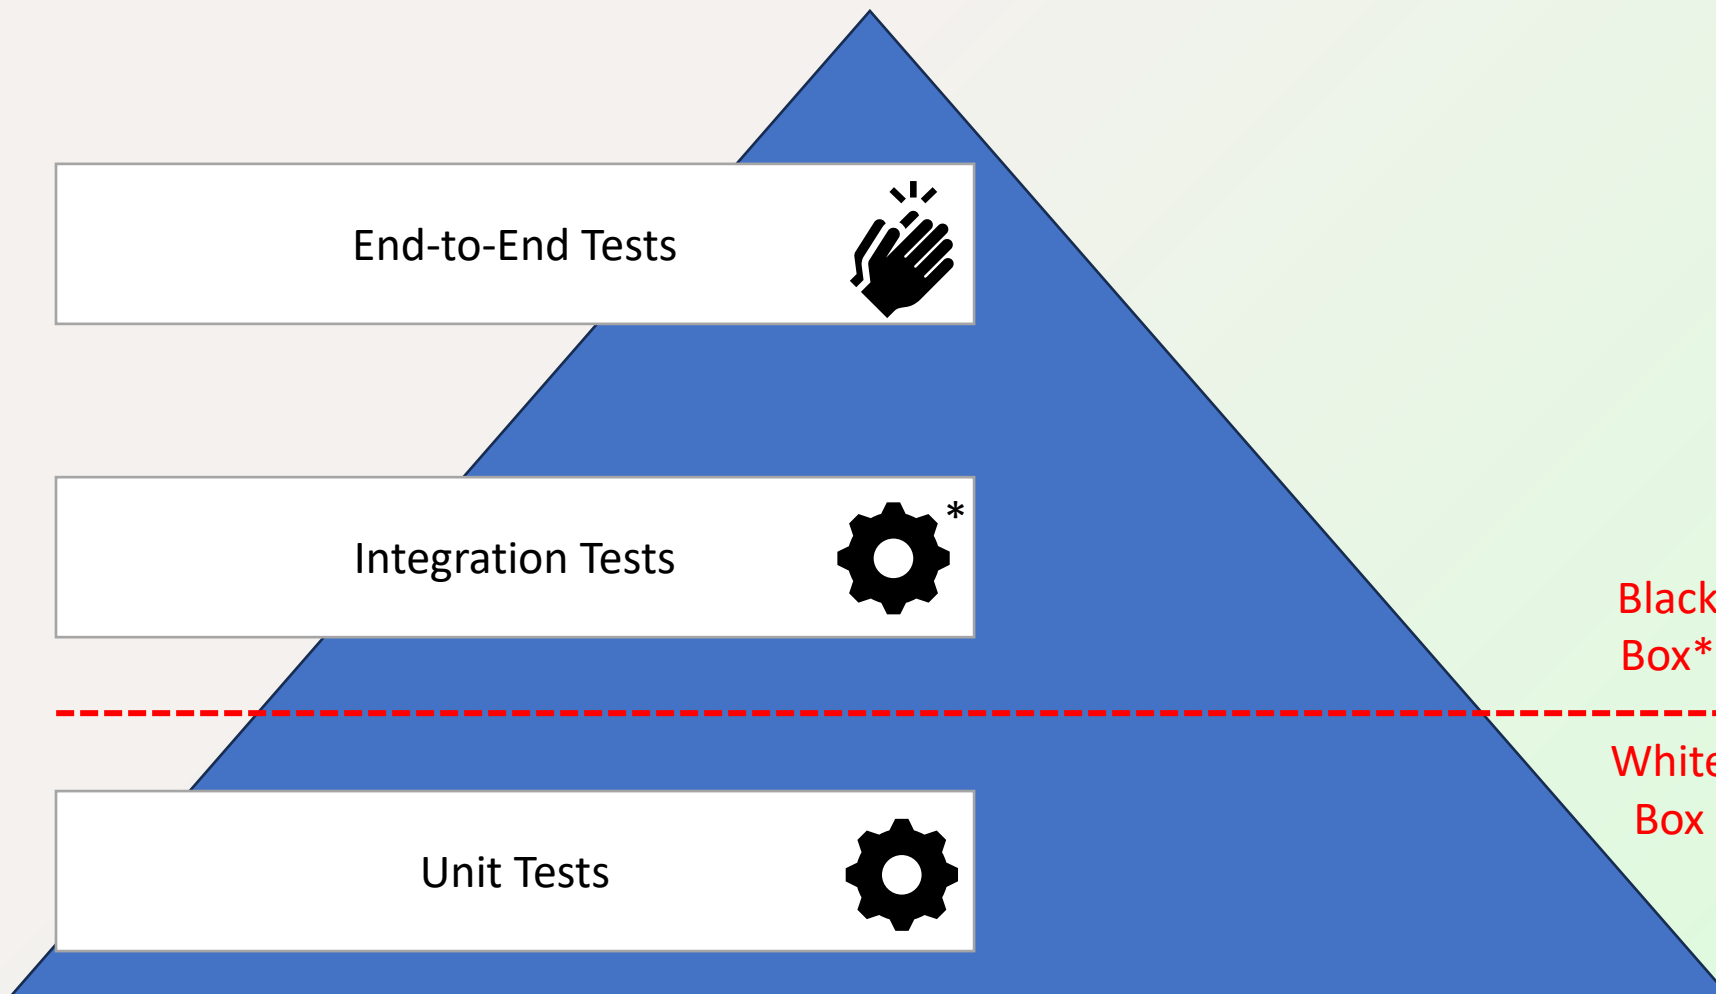 End-to-End Tests
*
Integration Tests
Black
Box*
White
Box
Unit Tests